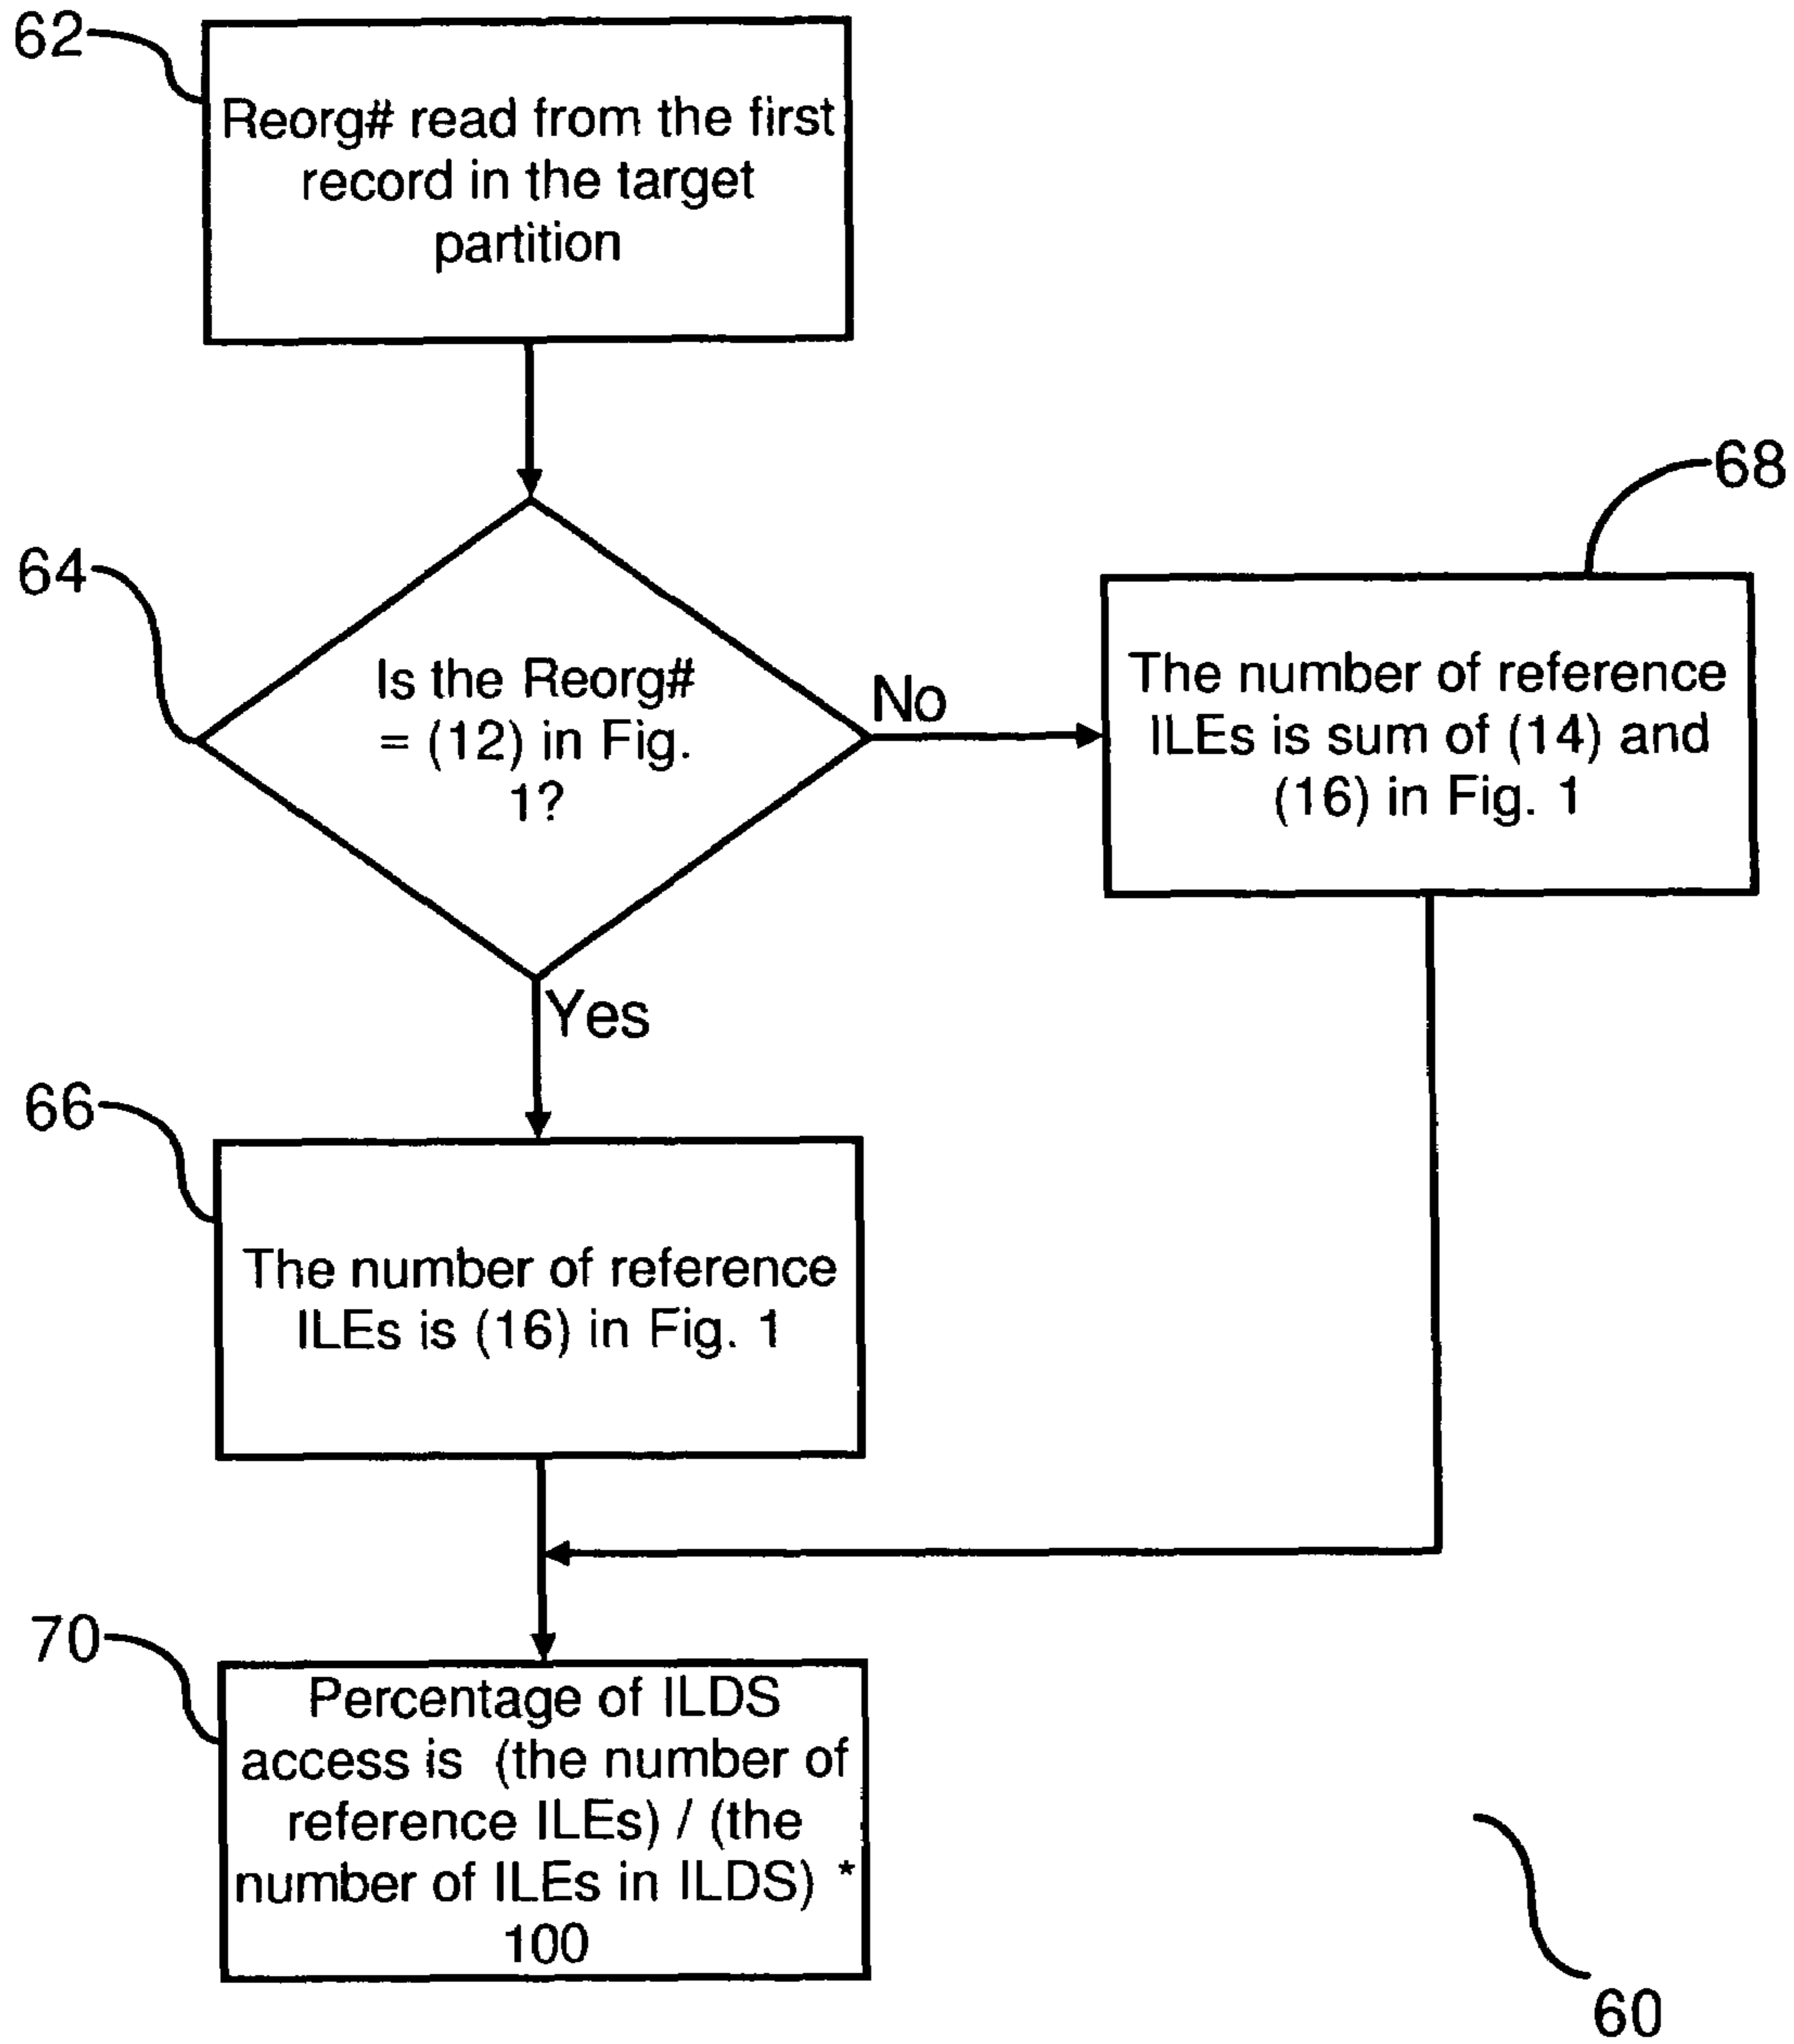 62
Reorg# read from the first
record in the target
partition
64
Is the Reorg#
= (12) in Fig.
1?
No
68
The number of reference
ILEs is sum of (14) and
(16) in Fig. 1
Yes
66
The number of reference
ILEs is (16) in Fig. 1
70
Percentage of ILDS
access is (the number of
reference ILEs) / (the
number of ILEs in ILDS) *
100
60